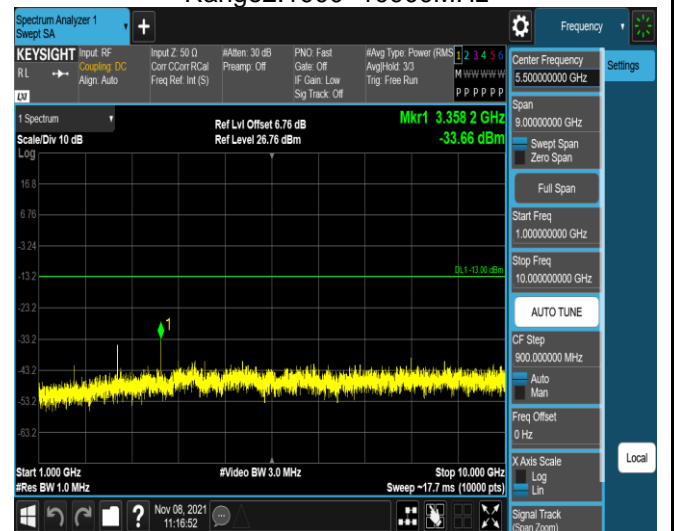 Range2:1000~10000MHz
Spectrum Analyzer 1
Swept SA
Frequency
KEYSIGHT
Input: RF
Coupling: DC
Align: Auto
Input Z: 50 Ω
Corr CCorr RCal
Freq Ref: Int (S)
#Atten: 30 dB
Preamp: Off
PNO: Fast
Gate: Off
IF Gain: Low
Sig Track: Off
#Avg Type: Power (RMS)
Avg|Hold: 3/3
Trig: Free Run
1 2 3 4 5 6
M W W W W W
P P P P P P
RL
LXI
1 Spectrum
Scale/Div 10 dB
Log
Ref Lvl Offset 6.76 dB
Ref Level 26.76 dBm
Mkr1 3.358 2 GHz
-33.66 dBm
16.8
6.76
-3.24
-13.2
-23.2
-33.2
-43.2
-53.2
-63.2
DL1 -13.00 dBm
1
Start 1.000 GHz
#Res BW 1.0 MHz
#Video BW 3.0 MHz
Stop 10.000 GHz
Sweep ~17.7 ms (10000 pts)
Center Frequency
5.500000000 GHz
Settings
Span
9.00000000 GHz
Swept Span
Zero Span
Full Span
Start Freq
1.000000000 GHz
Stop Freq
10.000000000 GHz
AUTO TUNE
CF Step
900.000000 MHz
Auto
Man
Freq Offset
0 Hz
X Axis Scale
Log
Lin
Local
Signal Track
(Span Zoom)
Nov 08, 2021
11:16:52